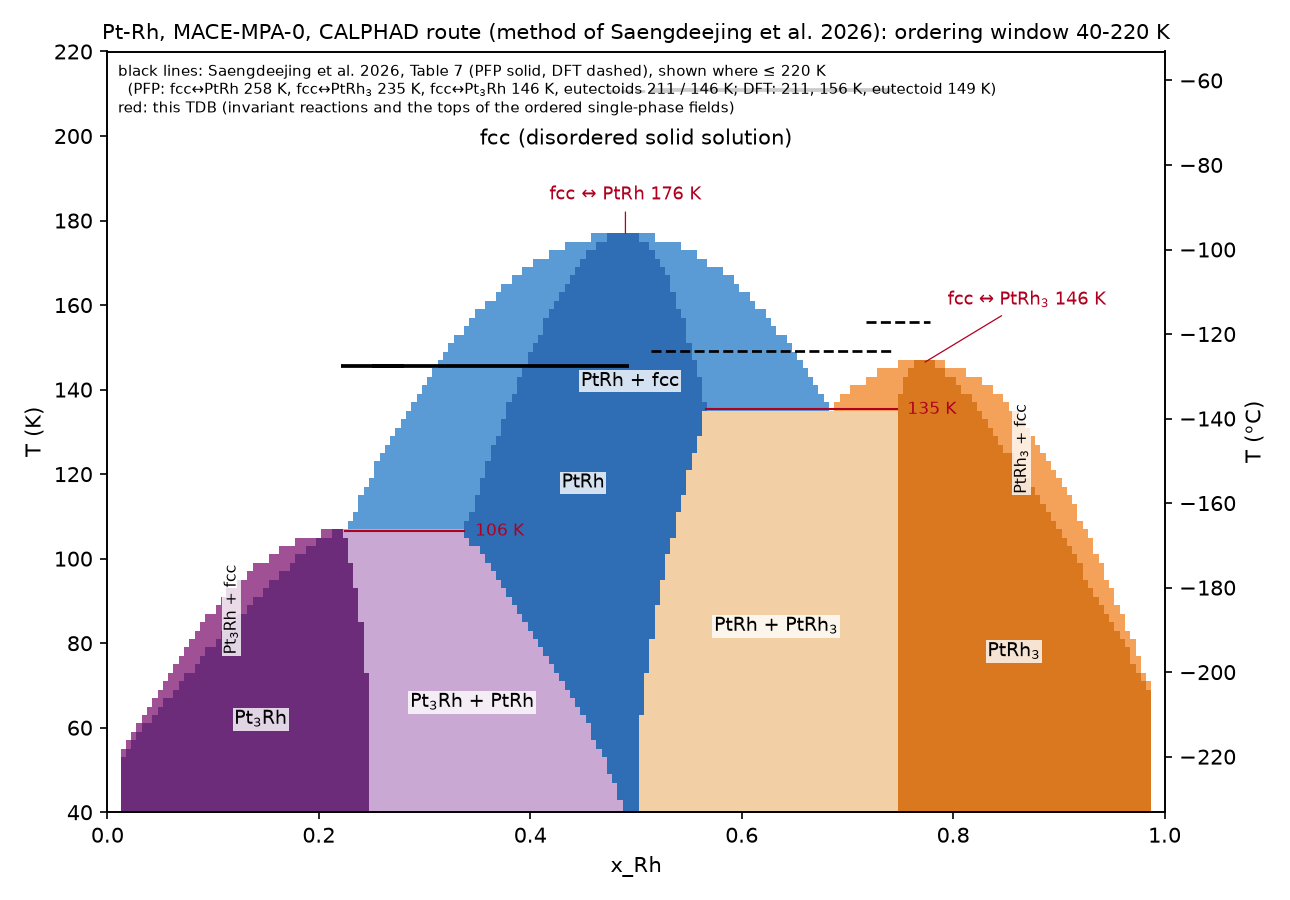 Pt-Rh, MACE-MPA-0, CALPHAD route (method of Saengdeejing et al. 2026): ordering window 40-220 K
black lines: Saengdeejing et al. 2026, Table 7 (PFP solid, DFT dashed), shown where ≤ 220 K
(PFP: fcc↔PtRh 258 K, fcc↔PtRh₃ 235 K, fcc↔Pt₃Rh 146 K, eutectoids 211 / 146 K; DFT: 211, 156 K, eutectoid 149 K)
red: this TDB (invariant reactions and the tops of the ordered single-phase fields)
fcc (disordered solid solution)
fcc ↔ PtRh 176 K
fcc ↔ PtRh₃ 146 K
PtRh + fcc
135 K
PtRh₃ + fcc
PtRh
106 K
Pt₃Rh + fcc
PtRh + PtRh₃
PtRh₃
Pt₃Rh + PtRh
Pt₃Rh
220
200
180
160
140
120
100
80
60
40
T (K)
−60
−80
−100
−120
−140
−160
−180
−200
−220
T (°C)
0.0
0.2
0.4
0.6
0.8
1.0
x_Rh